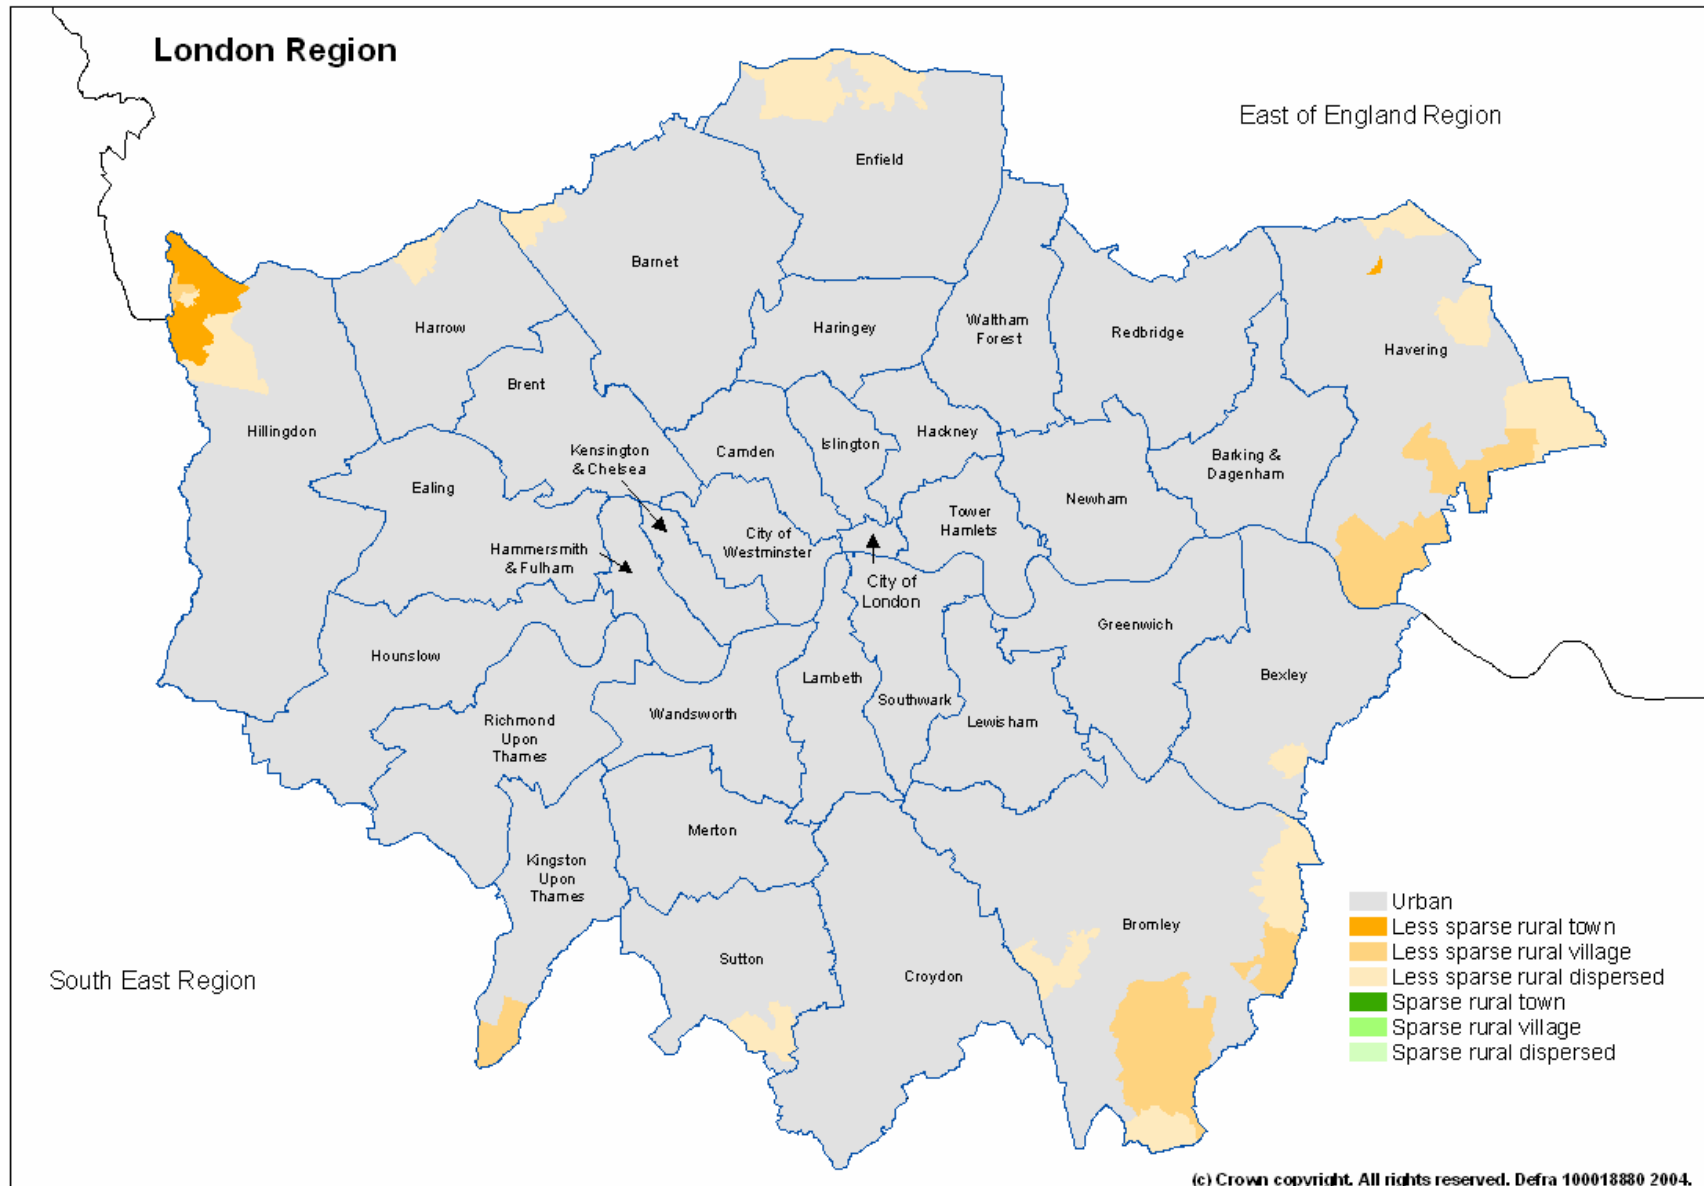 London Region
East of England Region
Enfield
Barnet
Harrow
Haringey
Waltham
Forest
Redbridge
Havering
Brent
Hillingdon
Kensington
& Chelsea
Camden
Islington
Hackney
Barking &
Dagenham
Ealing
Newham
Tower
Hamlets
City of
Westminster
Hammersmith
& Fulham
City of
London
Greenwich
Hounslow
Bexley
Lambeth
Southwark
Wandsworth
Lewisham
Richmond
Upon
Thames
Merton
Kingston
Upon
Thames
Bromley
Sutton
Croydon
South East Region
Urban
Less sparse rural town
Less sparse rural village
Less sparse rural dispersed
Sparse rural town
Sparse rural village
Sparse rural dispersed
(c) Crown copyright. All rights reserved. Defra 100018880 2004.